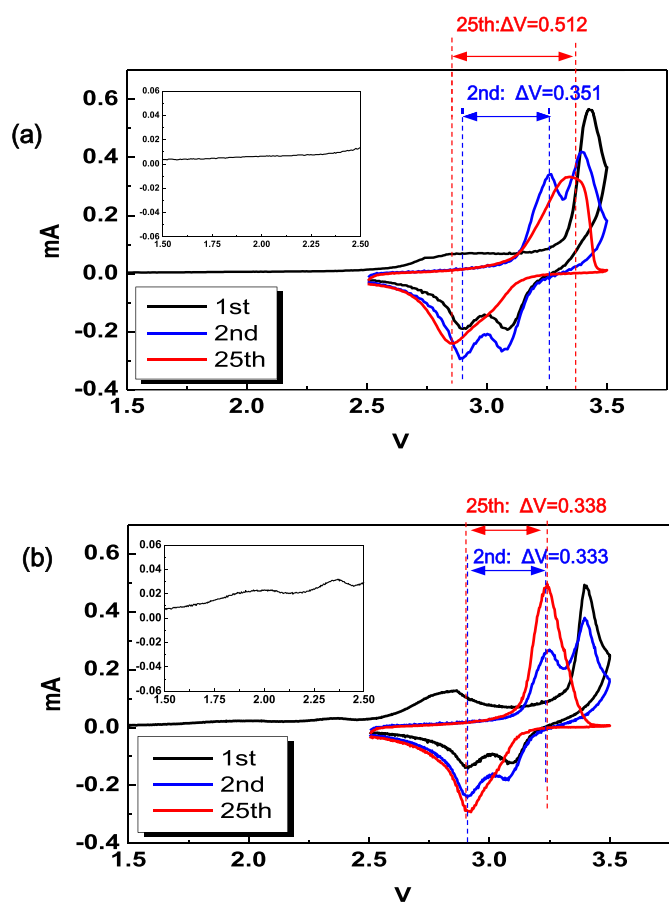 25th:ΔV=0.512
2nd: ΔV=0.351
(a)
0.6
0.4
0.2
0.0
-0.2
-0.4
mA
0.06
0.04
0.02
0.00
-0.02
-0.04
-0.06
1.50 1.75 2.00 2.25 2.50
1st
2nd
25th
1.5 2.0 2.5 3.0 3.5
V
25th: ΔV=0.338
2nd: ΔV=0.333
(b)
0.6
0.4
0.2
0.0
-0.2
-0.4
mA
0.06
0.04
0.02
0.00
-0.02
-0.04
-0.06
1.50 1.75 2.00 2.25 2.50
1st
2nd
25th
1.5 2.0 2.5 3.0 3.5
V